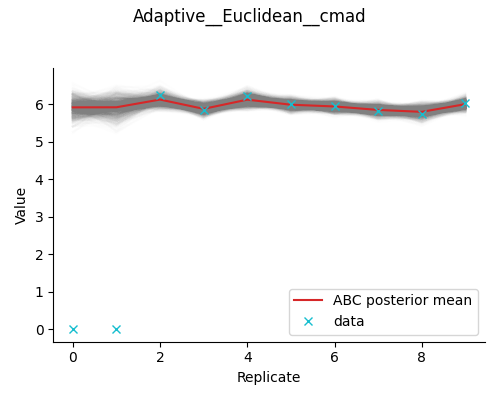 Adaptive__Euclidean__cmad
6
5
4
3
2
1
0
Value
0 2 4 6 8
Replicate
ABC posterior mean
data